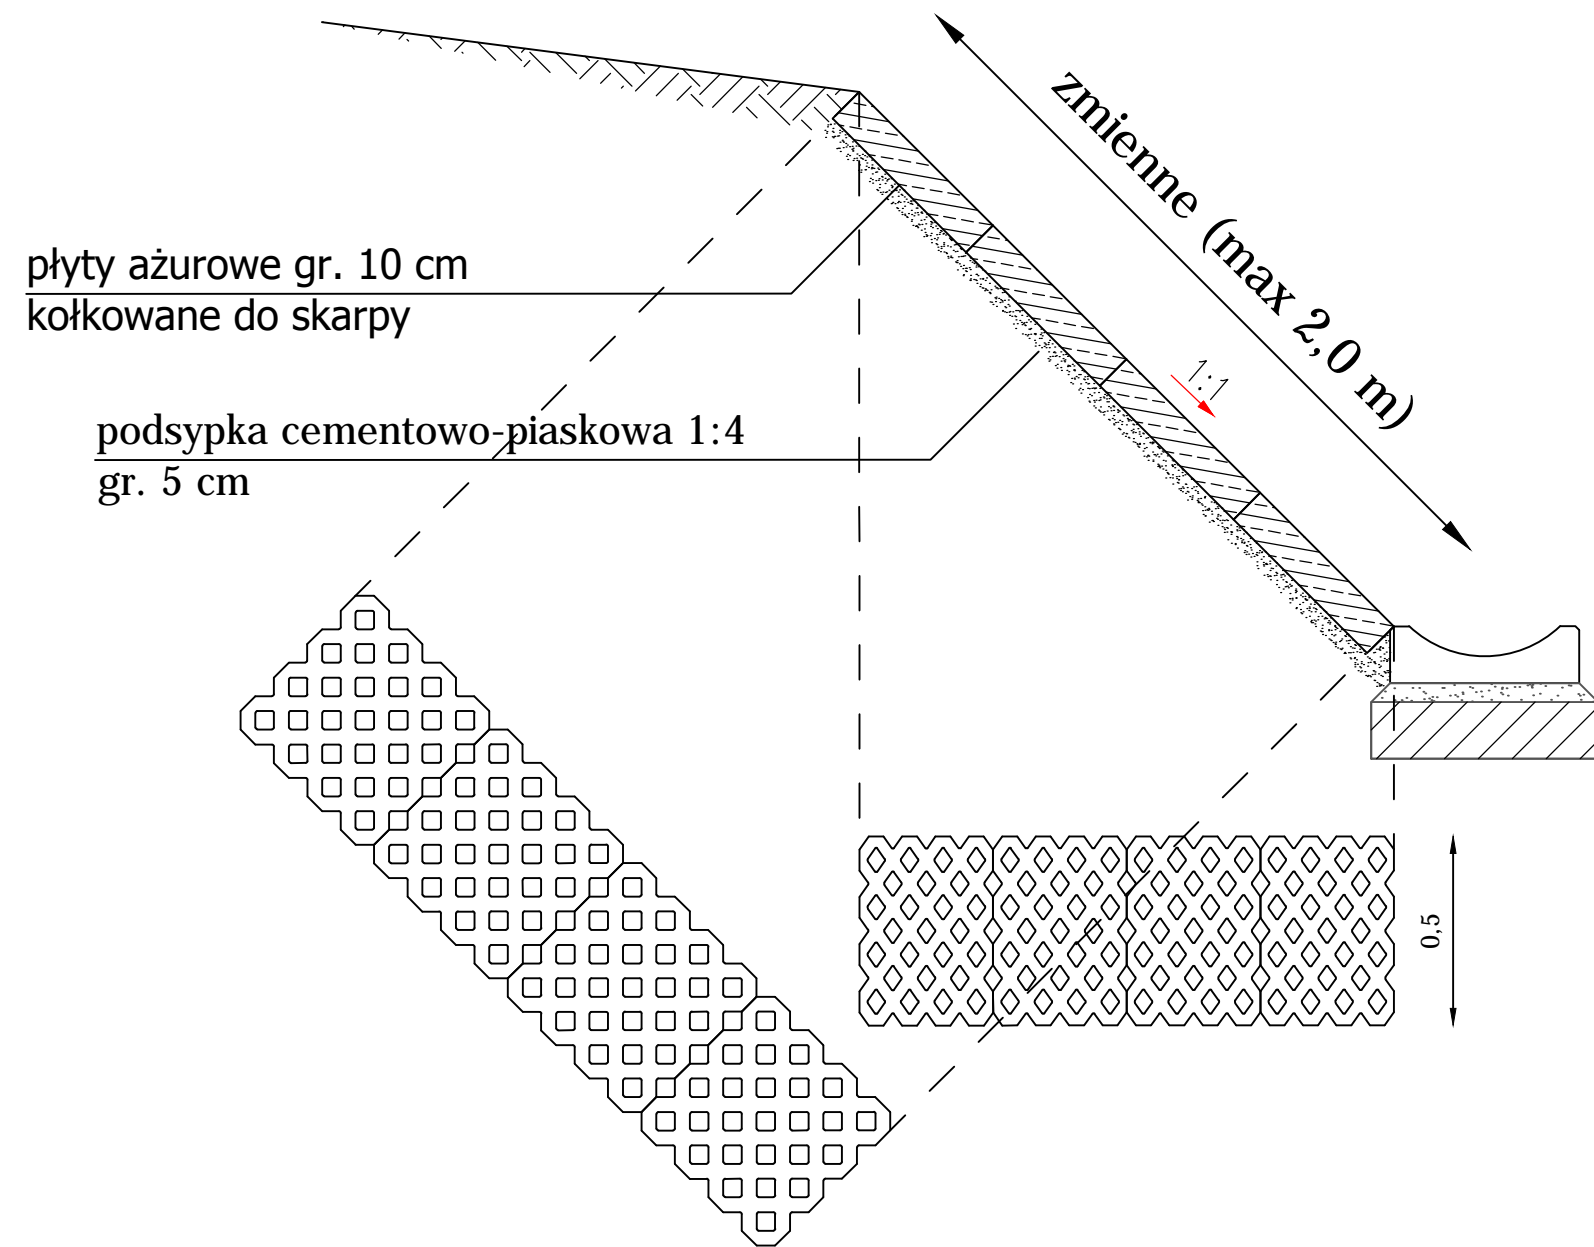 zmienne (max 2,0 m)
płyty ażurowe gr. 10 cm
kołkowane do skarpy
1:1
podsypka cementowo-piaskowa 1:4
gr. 5 cm
0,5